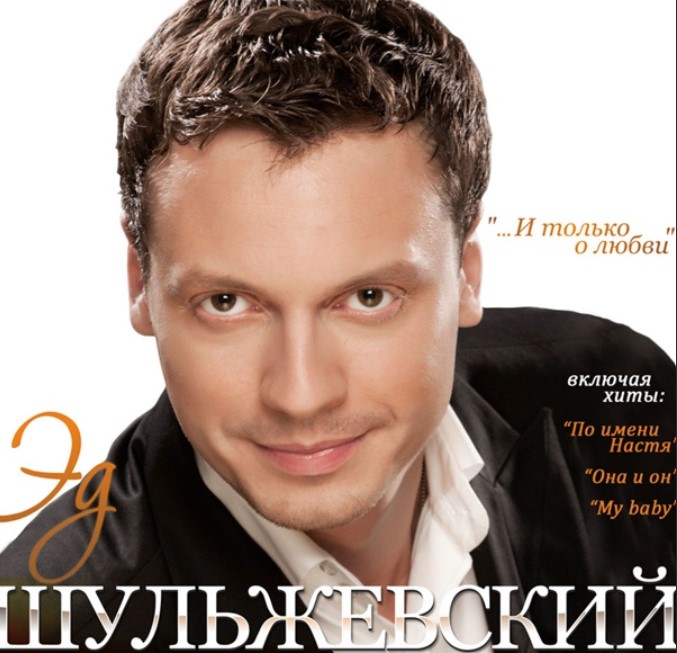 "...И только
о любви"
включая
хиты:
“По имени
Настя"
“Она и он"
“My baby"
Эд
ШУЛЬЖЕВСКИЙ